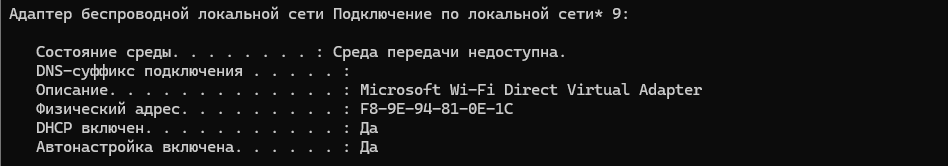 Адаптер беспроводной локальной сети Подключение по локальной сети* 9:
Состояние среды. . . . . . . . : Среда передачи недоступна.
DNS-суффикс подключения . . . . . :
Описание. . . . . . . . . . . . . : Microsoft Wi-Fi Direct Virtual Adapter
Физический адрес. . . . . . . . . : F8-9E-94-81-0E-1C
DHCP включен. . . . . . . . . . . : Да
Автонастройка включена. . . . . . : Да